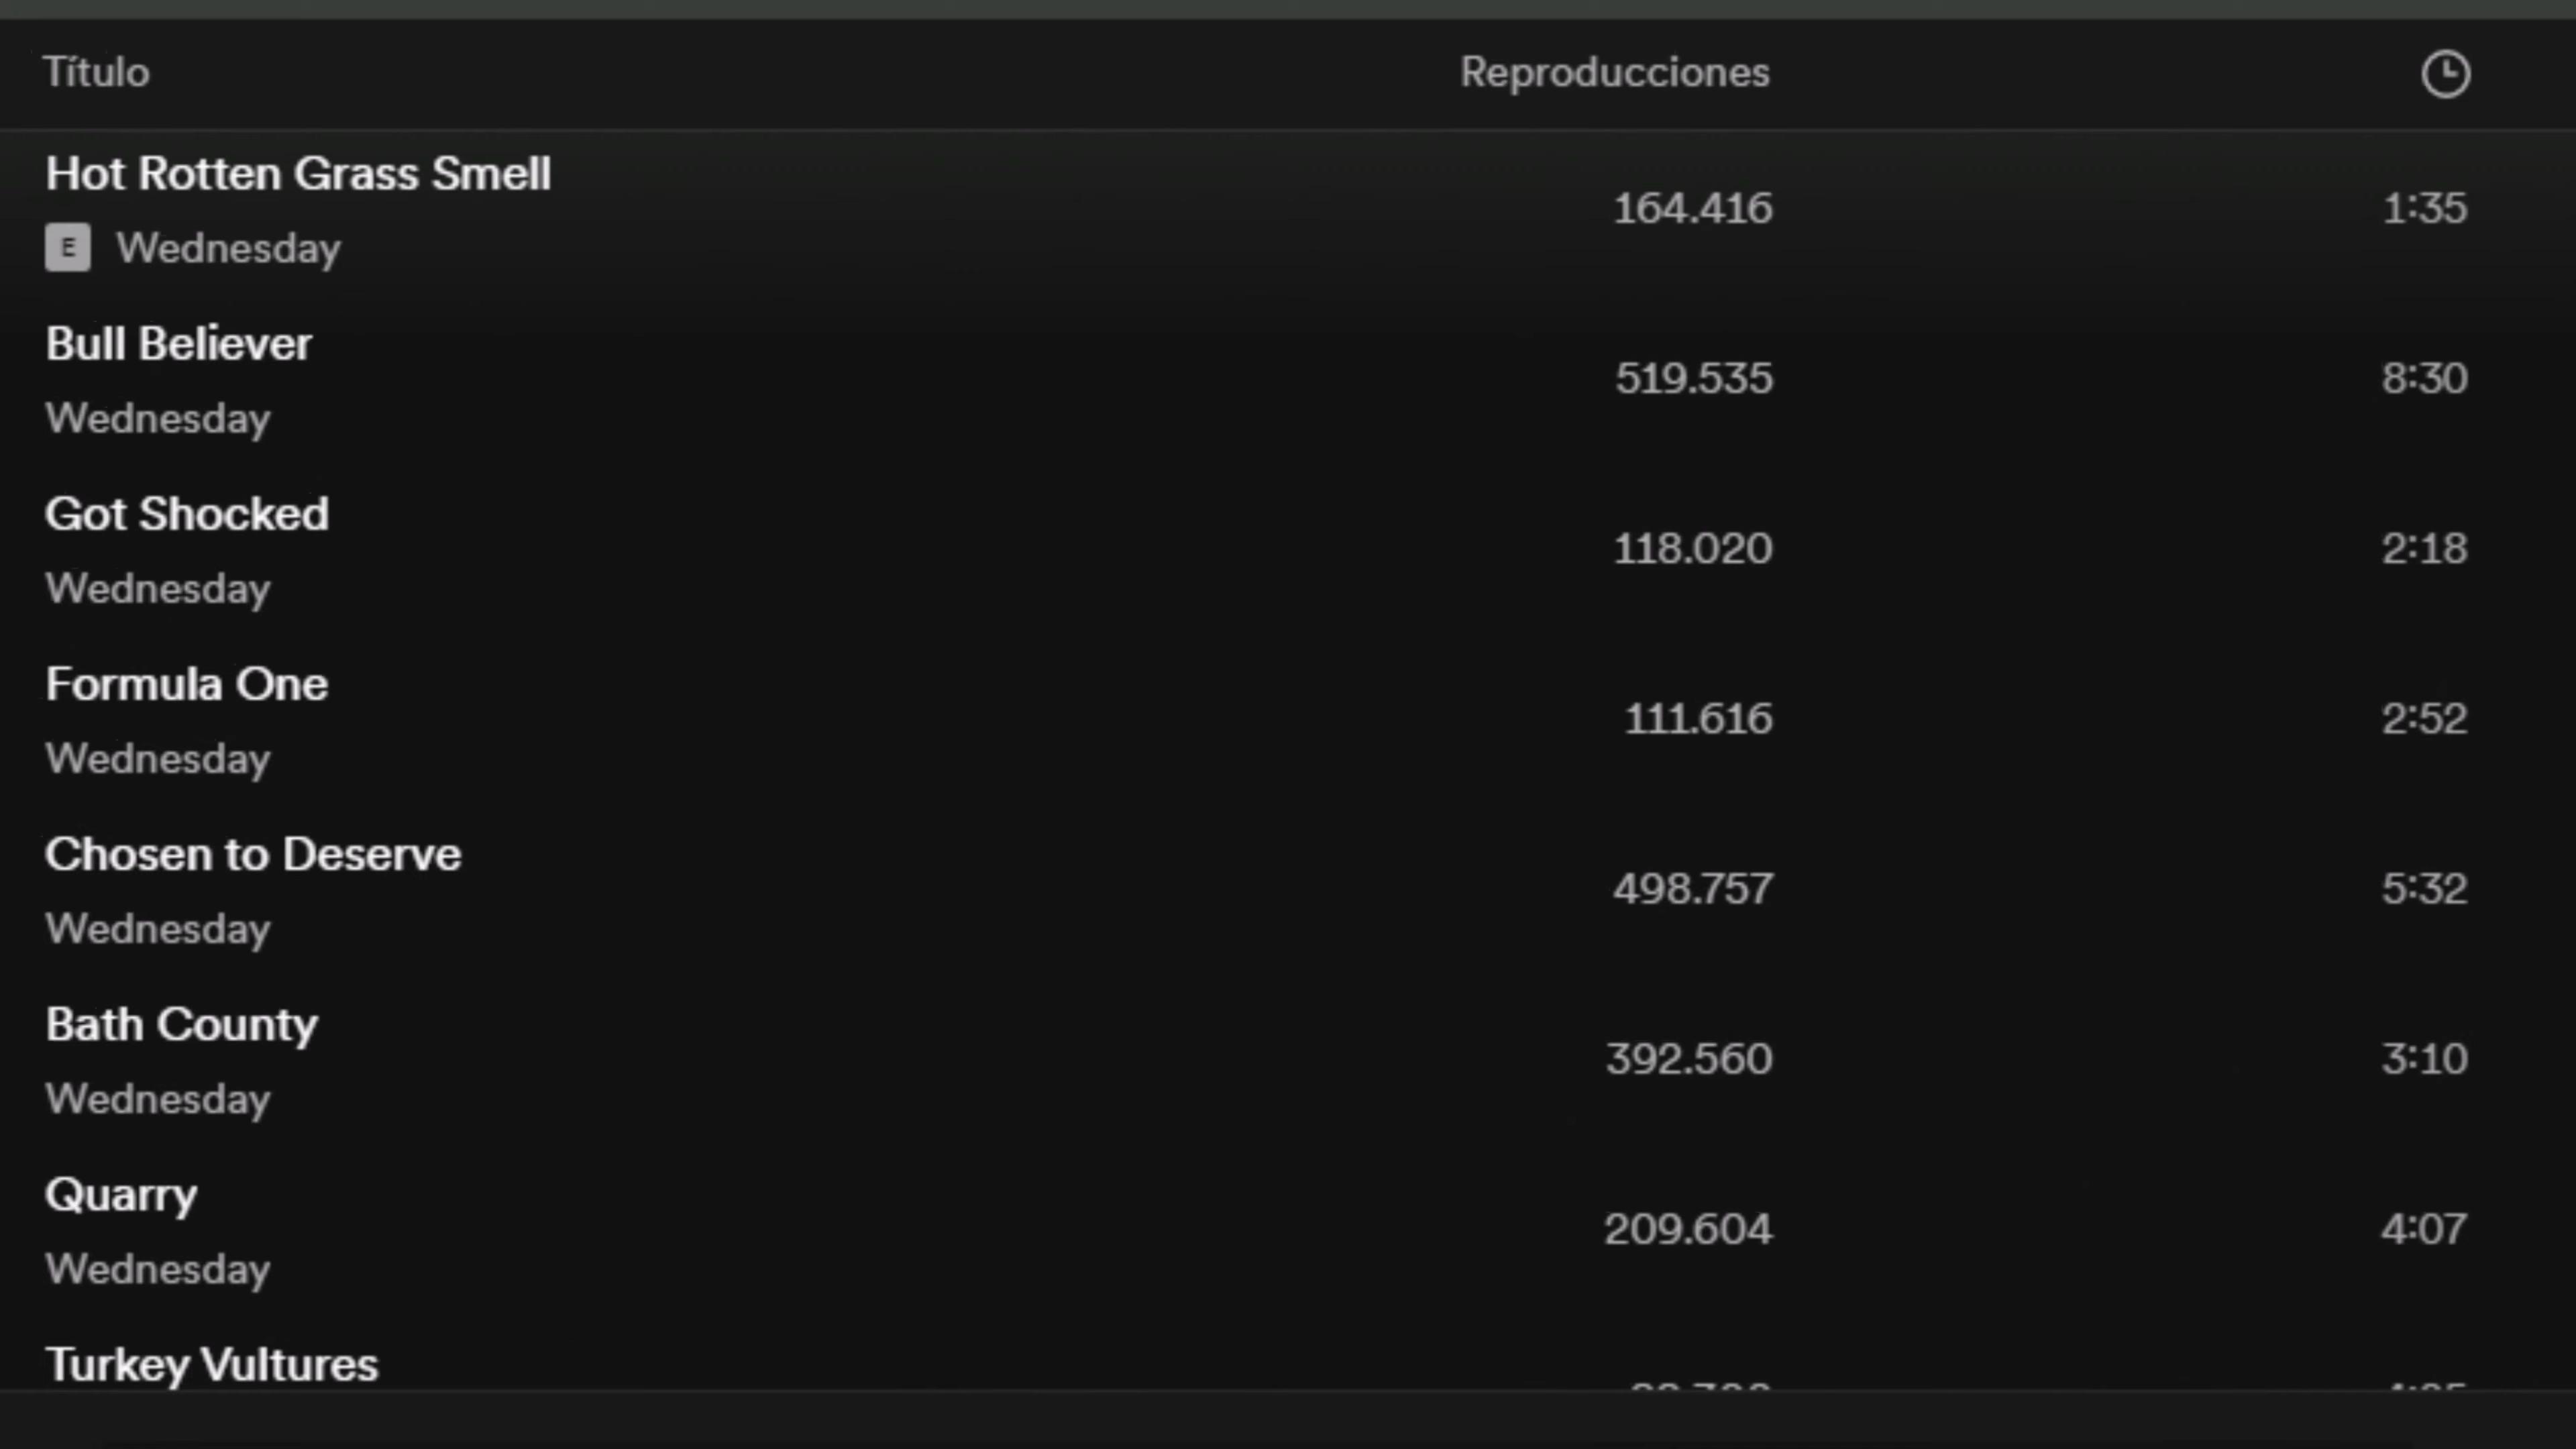 Título Reproducciones
Hot Rotten Grass Smell
164.416 1:35
E Wednesday
Bull Believer
519.535 8:30
Wednesday
Got Shocked
118.020 2:18
Wednesday
Formula One
111.616 2:52
Wednesday
Chosen to Deserve
498.757 5:32
Wednesday
Bath County
392.560 3:10
Wednesday
Quarry
209.604 4:07
Wednesday
Turkey Vultures